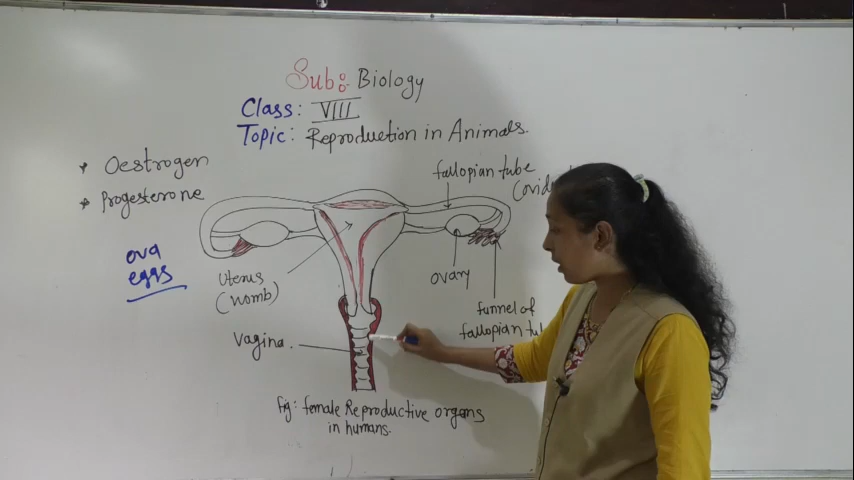 Sub: Biology
Class: VIII
Topic: Reproduction in Animals.
* Oestrogen
* Progesterone
ova
eggs
fallopian tube
ovary
Uterus
(Womb)
funnel of
fallopian
Vagina.
Fig: female Reproductive organs
in humans.